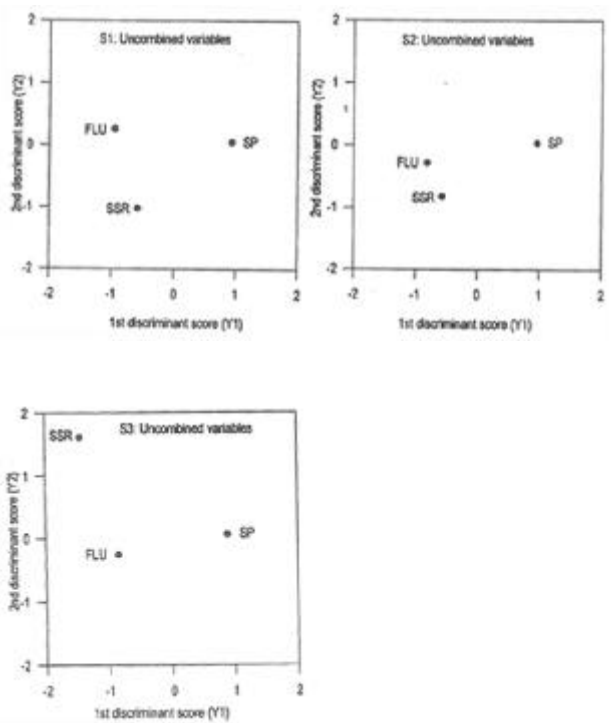 S1: Uncombined variables
2
1
0
-1
-2
2nd discriminant score (Y2)
FLU
SP
SSR
-2 -1 0 1 2
1st discriminant score (Y1)
S2: Uncombined variables
2
1
0
-1
-2
2nd discriminant score (Y2)
SP
FLU
SSR
-2 -1 0 1 2
1st discriminant score (Y1)
S3: Uncombined variables
2
1
0
-1
-2
2nd discriminant score (Y2)
SSR
SP
FLU
-2 -1 0 1 2
1st discriminant score (Y1)